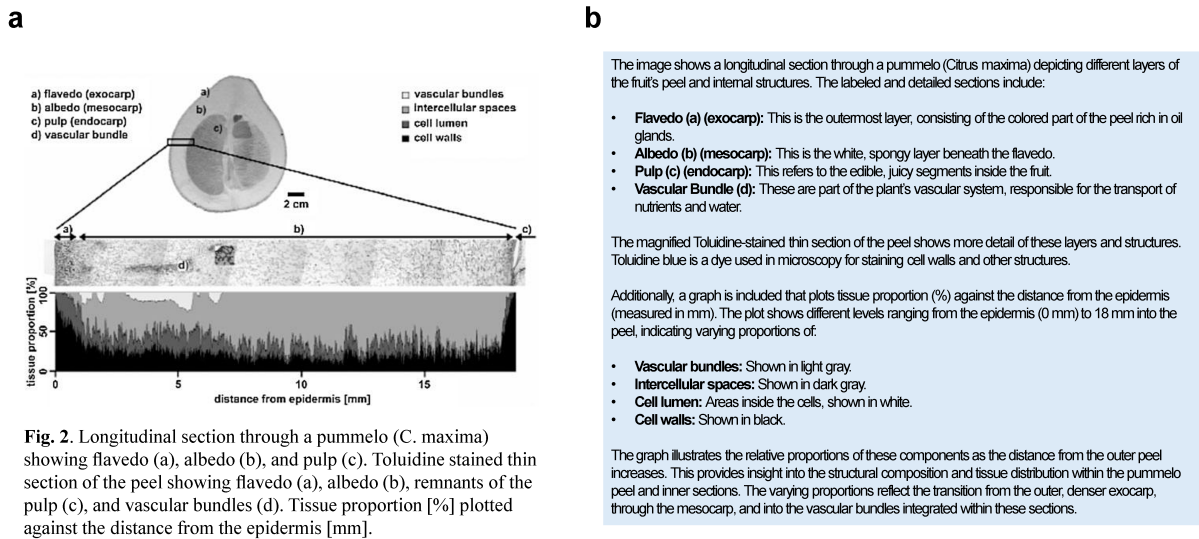 a
a) flavedo (exocarp)
b) albedo (mesocarp)
c) pulp (endocarp)
d) vascular bundle
a)
b)
c)
vascular bundles
intercellular spaces
cell lumen
cell walls
2 cm
a)
b)
c)
d)
tissue proportion [%]
100
50
0
0
5
10
15
distance from epidermis [mm]
Fig. 2. Longitudinal section through a pummelo (C. maxima)
showing flavedo (a), albedo (b), and pulp (c). Toluidine stained thin
section of the peel showing flavedo (a), albedo (b), remnants of the
pulp (c), and vascular bundles (d). Tissue proportion [%] plotted
against the distance from the epidermis [mm].
b
The image shows a longitudinal section through a pummelo (Citrus maxima) depicting different layers of
the fruit's peel and internal structures. The labeled and detailed sections include:
• Flavedo (a) (exocarp): This is the outermost layer, consisting of the colored part of the peel rich in oil
glands.
• Albedo (b) (mesocarp): This is the white, spongy layer beneath the flavedo.
• Pulp (c) (endocarp): This refers to the edible, juicy segments inside the fruit.
• Vascular Bundle (d): These are part of the plant's vascular system, responsible for the transport of
nutrients and water.
The magnified Toluidine-stained thin section of the peel shows more detail of these layers and structures.
Toluidine blue is a dye used in microscopy for staining cell walls and other structures.
Additionally, a graph is included that plots tissue proportion (%) against the distance from the epidermis
(measured in mm). The plot shows different levels ranging from the epidermis (0 mm) to 18 mm into the
peel, indicating varying proportions of:
• Vascular bundles: Shown in light gray.
• Intercellular spaces: Shown in dark gray.
• Cell lumen: Areas inside the cells, shown in white.
• Cell walls: Shown in black.
The graph illustrates the relative proportions of these components as the distance from the outer peel
increases. This provides insight into the structural composition and tissue distribution within the pummelo
peel and inner sections. The varying proportions reflect the transition from the outer, denser exocarp,
through the mesocarp, and into the vascular bundles integrated within these sections.